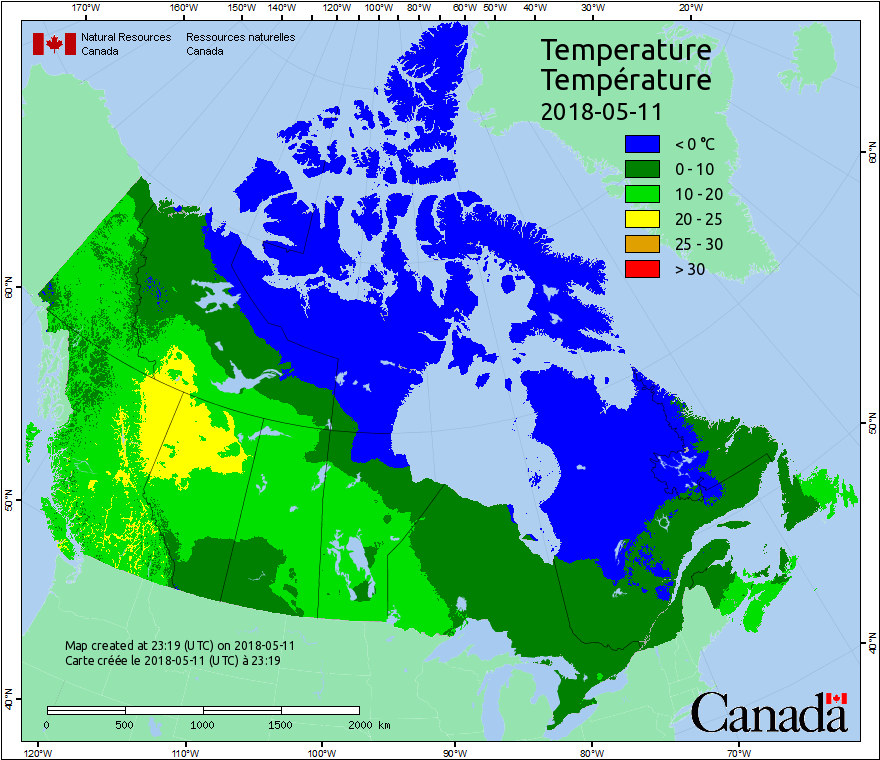 170°W 160°W 150°W 140°W 120°W 100°W 80°W 60°W 50°W 40°W 30°W 20°W
Natural Resources Ressources naturelles
Canada Canada
Temperature
Température
2018-05-11
< 0 °C
0 - 10
10 - 20
20 - 25
25 - 30
> 30
60°N
60°N
50°N
50°N
40°N
40°N
Map created at 23:19 (UTC) on 2018-05-11
Carte créée le 2018-05-11 (UTC) à 23:19
0 500 1000 1500 2000 km
Canada
120°W 110°W 100°W 90°W 80°W 70°W